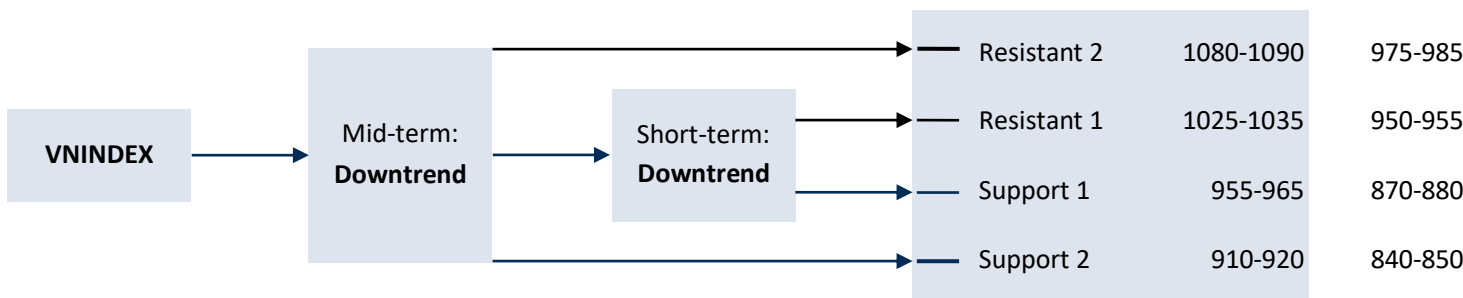 VNINDEX
Mid-term:
Downtrend
Short-term:
Downtrend
Resistant 2 1080-1090 975-985
Resistant 1 1025-1035 950-955
Support 1 955-965 870-880
Support 2 910-920 840-850